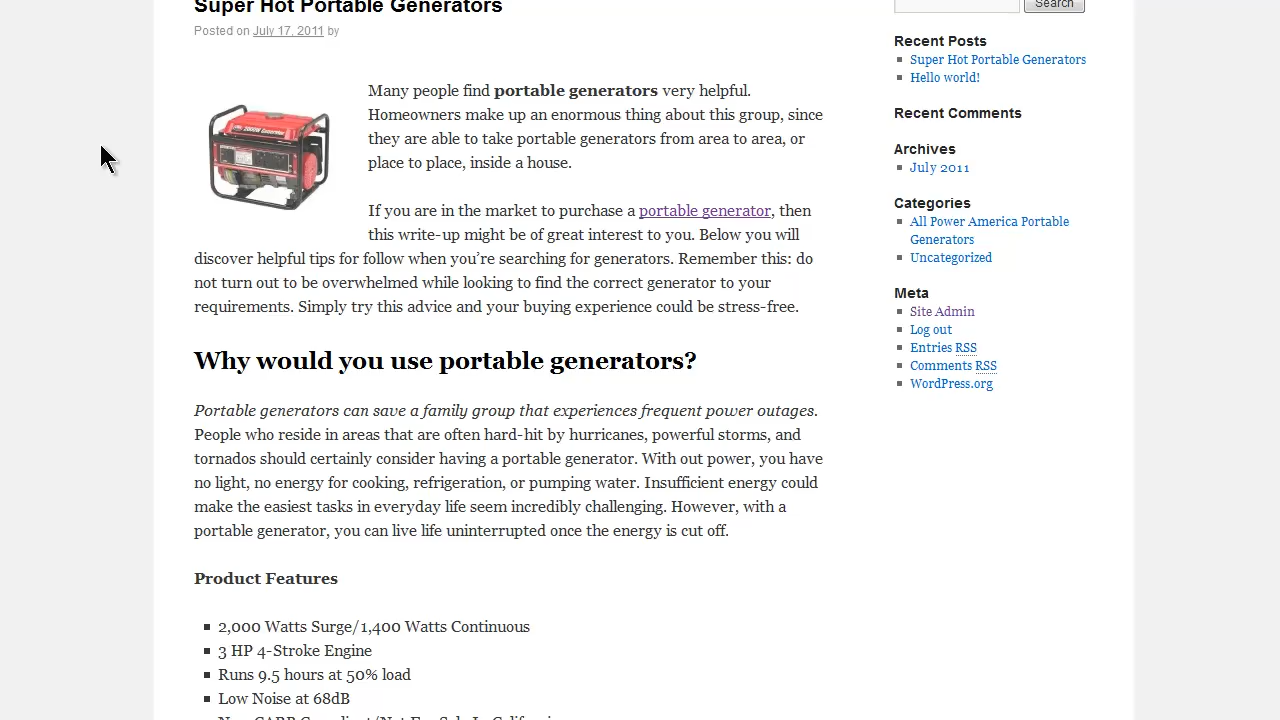 Super Hot Portable Generators
Posted on July 17, 2011 by
Many people find portable generators very helpful.
Homeowners make up an enormous thing about this group, since
they are able to take portable generators from area to area, or
place to place, inside a house.
If you are in the market to purchase a portable generator, then
this write-up might be of great interest to you. Below you will
discover helpful tips for follow when you’re searching for generators. Remember this: do
not turn out to be overwhelmed while looking to find the correct generator to your
requirements. Simply try this advice and your buying experience could be stress-free.
Why would you use portable generators?
Portable generators can save a family group that experiences frequent power outages.
People who reside in areas that are often hard-hit by hurricanes, powerful storms, and
tornados should certainly consider having a portable generator. With out power, you have
no light, no energy for cooking, refrigeration, or pumping water. Insufficient energy could
make the easiest tasks in everyday life seem incredibly challenging. However, with a
portable generator, you can live life uninterrupted once the energy is cut off.
Product Features
2,000 Watts Surge/1,400 Watts Continuous
3 HP 4-Stroke Engine
Runs 9.5 hours at 50% load
Low Noise at 68dB
Search
Recent Posts
Super Hot Portable Generators
Hello world!
Recent Comments
Archives
July 2011
Categories
All Power America Portable
Generators
Uncategorized
Meta
Site Admin
Log out
Entries RSS
Comments RSS
WordPress.org